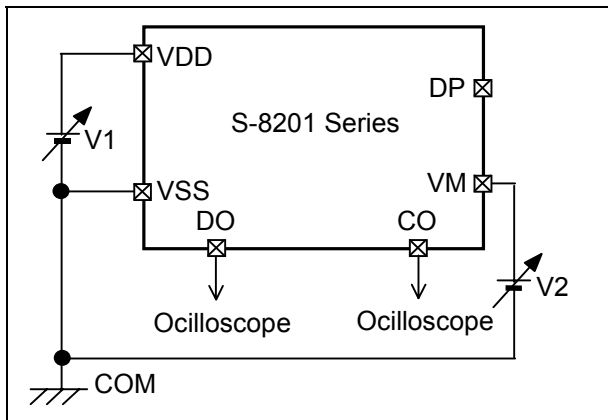 VDD
DP
S-8201 Series
V1
VSS
VM
DO
CO
V2
Ocilloscope
Ocilloscope
COM